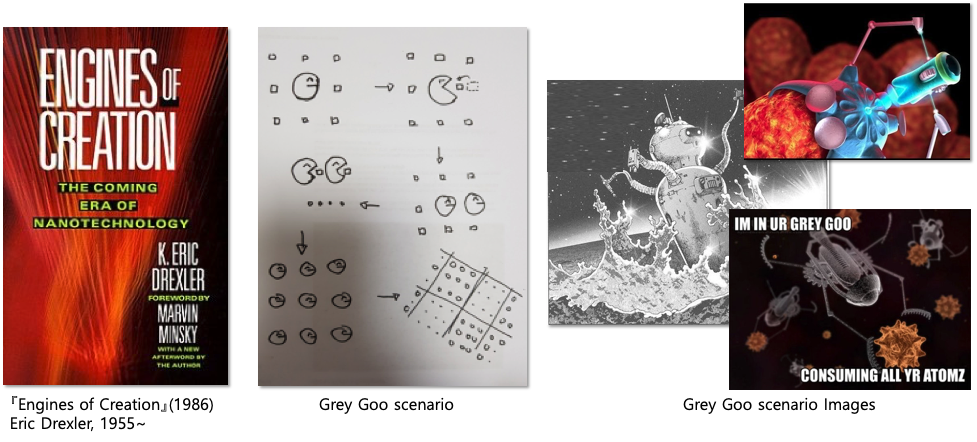 ENGINES OF
CREATION
THE COMING
ERA OF
NANOTECHNOLOGY
K. ERIC
DREXLER
FOREWORD BY
MARVIN
MINSKY
WITH A NEW
AFTERWORD BY
THE AUTHOR
『Engines of Creation』(1986)
Eric Drexler, 1955~
Grey Goo scenario
IM IN UR GREY GOO
CONSUMING ALL YR ATOMZ
Grey Goo scenario Images